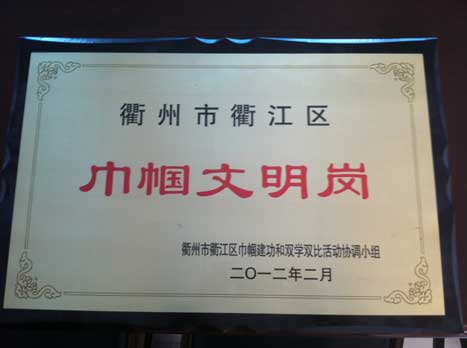 衢州市衢江区
巾帼文明岗
衢州市衢江区巾帼建功和双学双比活动协调小组
二〇一二年二月